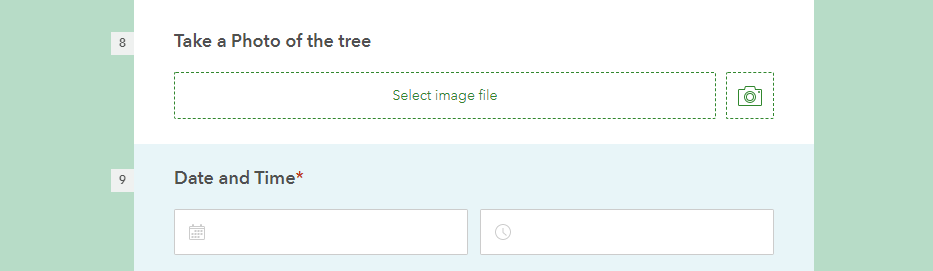 8
Take a Photo of the tree
Select image file
9
Date and Time*